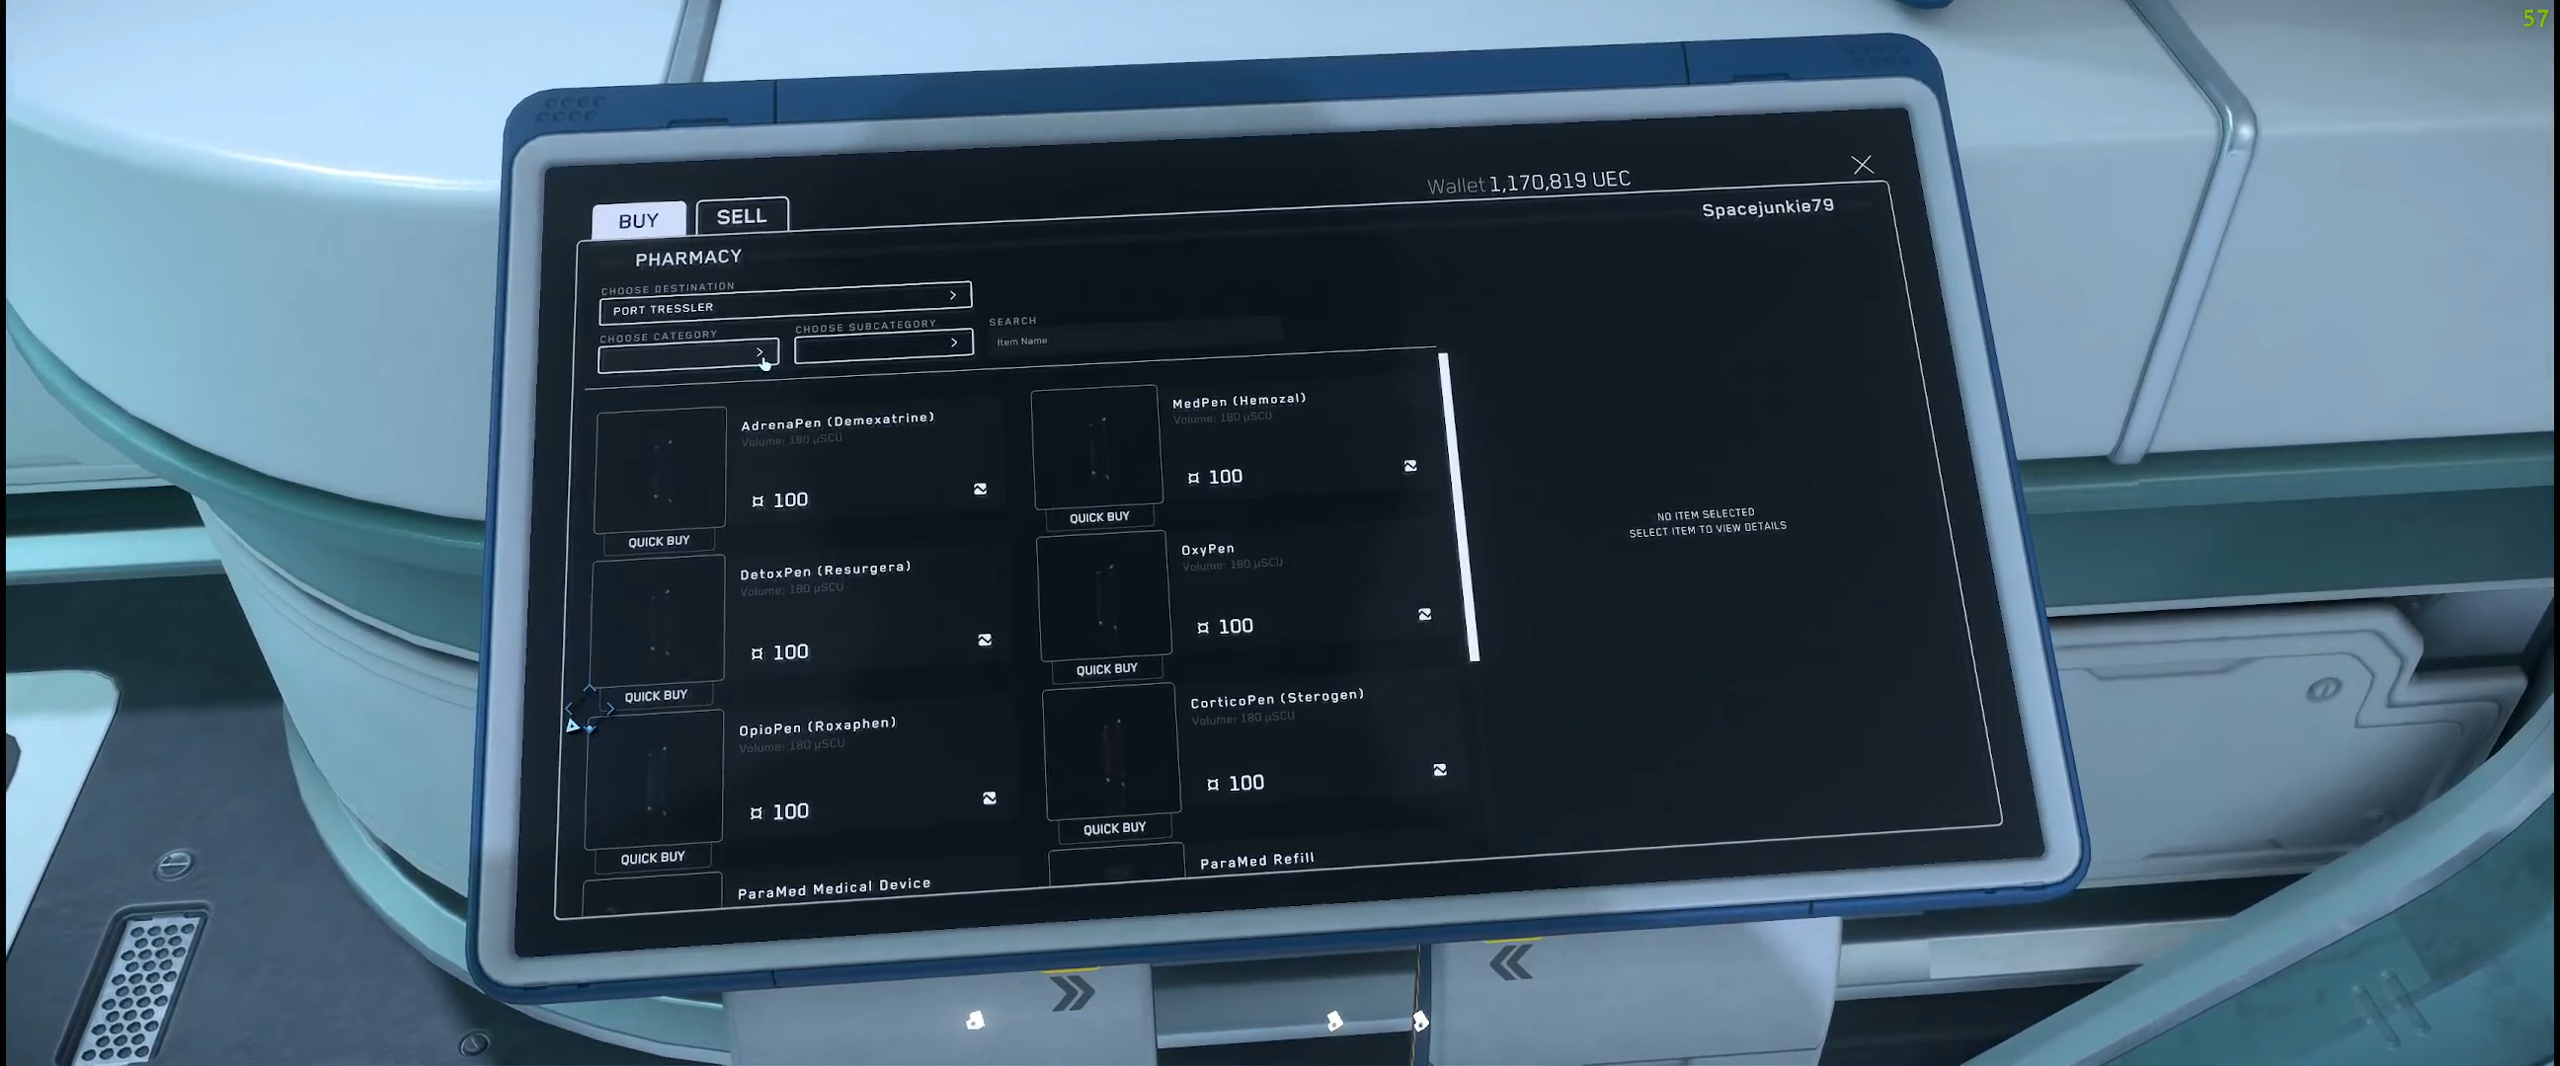 57
Wallet 1,170,819 UEC
BUY
SELL
Spacejunkie79
PHARMACY
CHOOSE DESTINATION
PORT TRESSLER
CHOOSE CATEGORY
CHOOSE SUBCATEGORY
SEARCH
Item Name
AdrenaPen (Demexatrine)
Volume: 180 µSCU
¤ 100
QUICK BUY
MedPen (Hemozal)
Volume: 180 µSCU
¤ 100
QUICK BUY
DetoxPen (Resurgera)
Volume: 180 µSCU
¤ 100
QUICK BUY
OxyPen
Volume: 180 µSCU
¤ 100
QUICK BUY
OpioPen (Roxaphen)
Volume: 180 µSCU
¤ 100
QUICK BUY
CorticoPen (Sterogen)
Volume: 180 µSCU
¤ 100
QUICK BUY
ParaMed Medical Device
ParaMed Refill
NO ITEM SELECTED
SELECT ITEM TO VIEW DETAILS